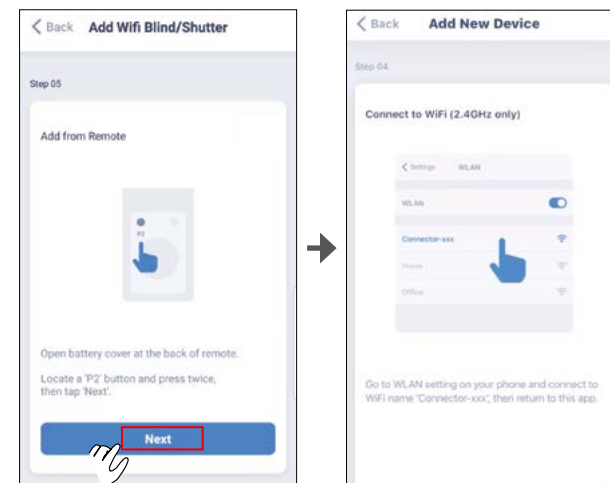 Back Add Wifi Blind/Shutter
Step 05
Add from Remote
P2
Open battery cover at the back of remote.
Locate a 'P2' button and press twice,
then tap 'Next'.
Next
Back Add New Device
Step 04
Connect to WiFi (2.4GHz only)
Settings WLAN
WLAN
Connector-xxx
Home
Office
Go to WLAN setting on your phone and connect to
WiFi name 'Connector-xxx', then return to this app.